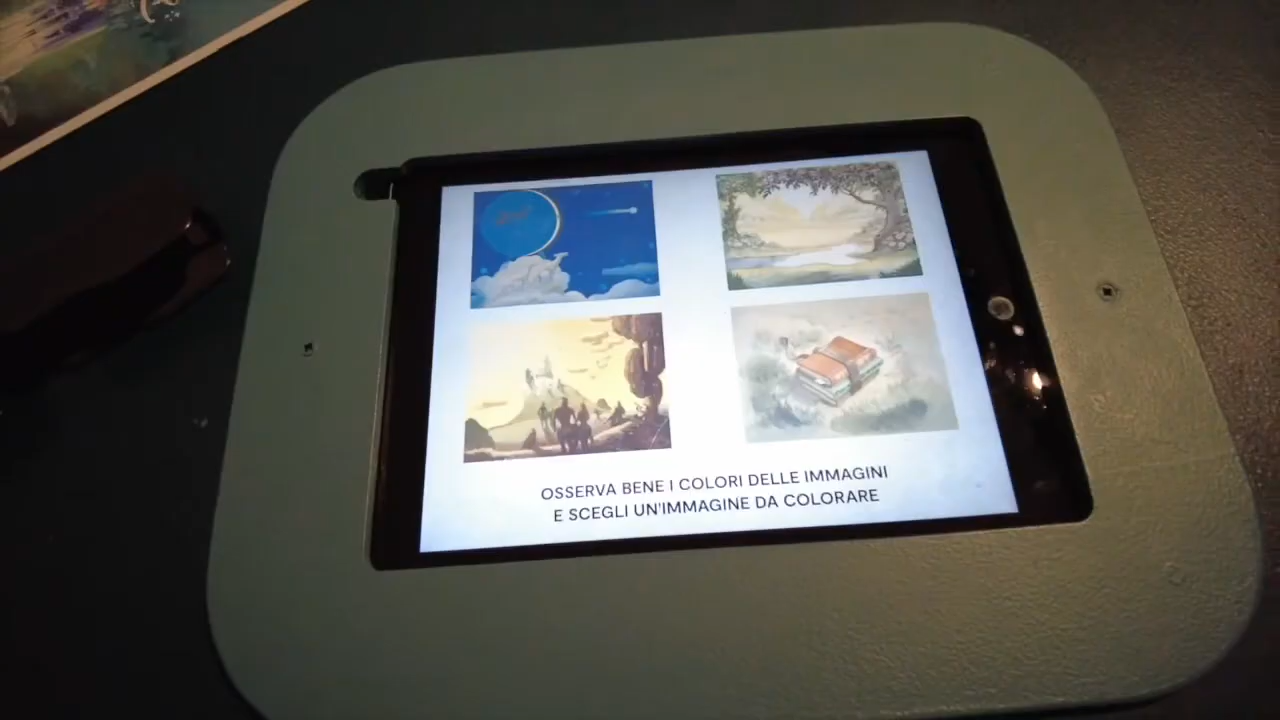 OSSERVA BENE I COLORI DELLE IMMAGINI
E SCEGLI UN'IMMAGINE DA COLORARE